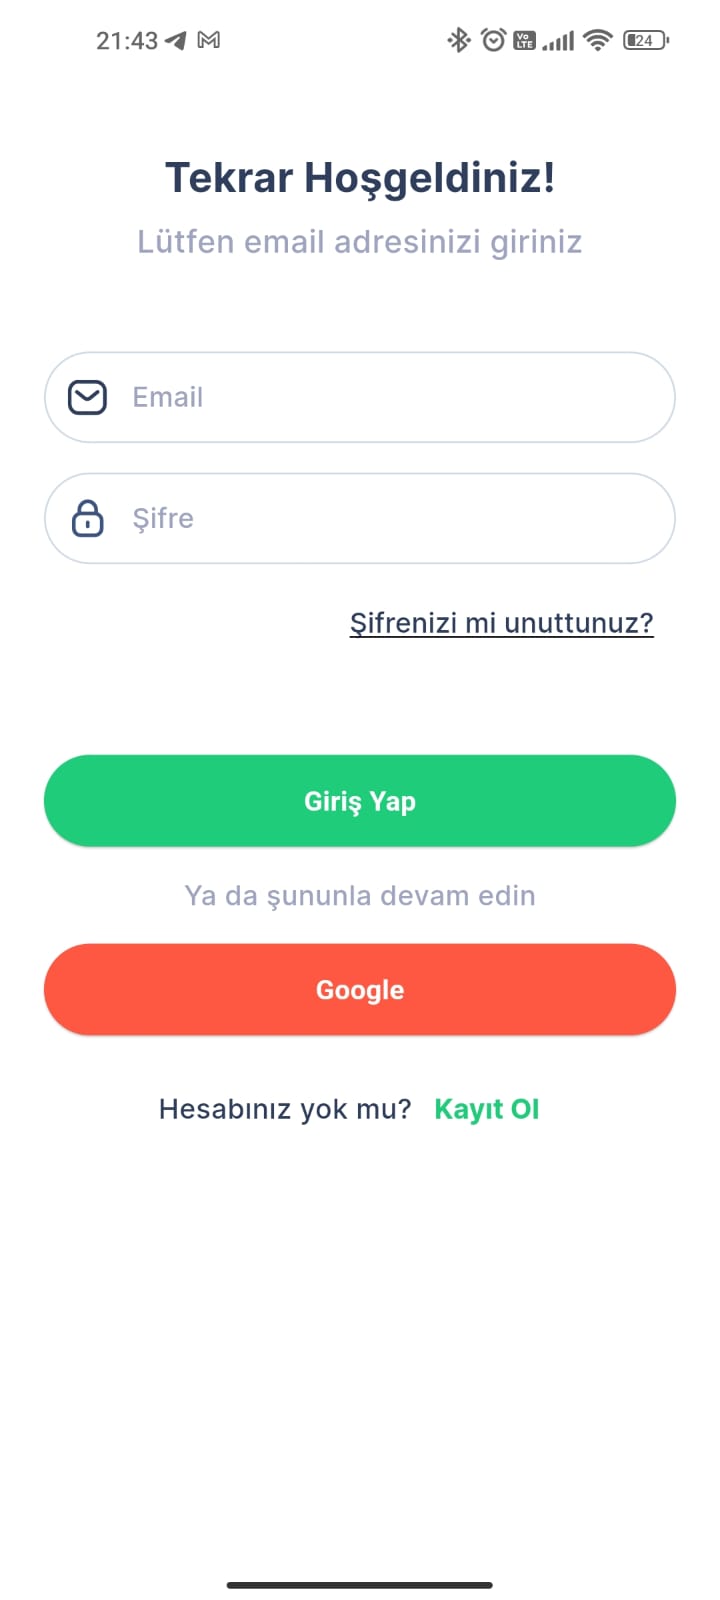 21:43
Vo LTE
24
Tekrar Hoşgeldiniz!
Lütfen email adresinizi giriniz
Email
Şifre
Şifrenizi mi unuttunuz?
Giriş Yap
Ya da şununla devam edin
Google
Hesabınız yok mu? Kayıt Ol